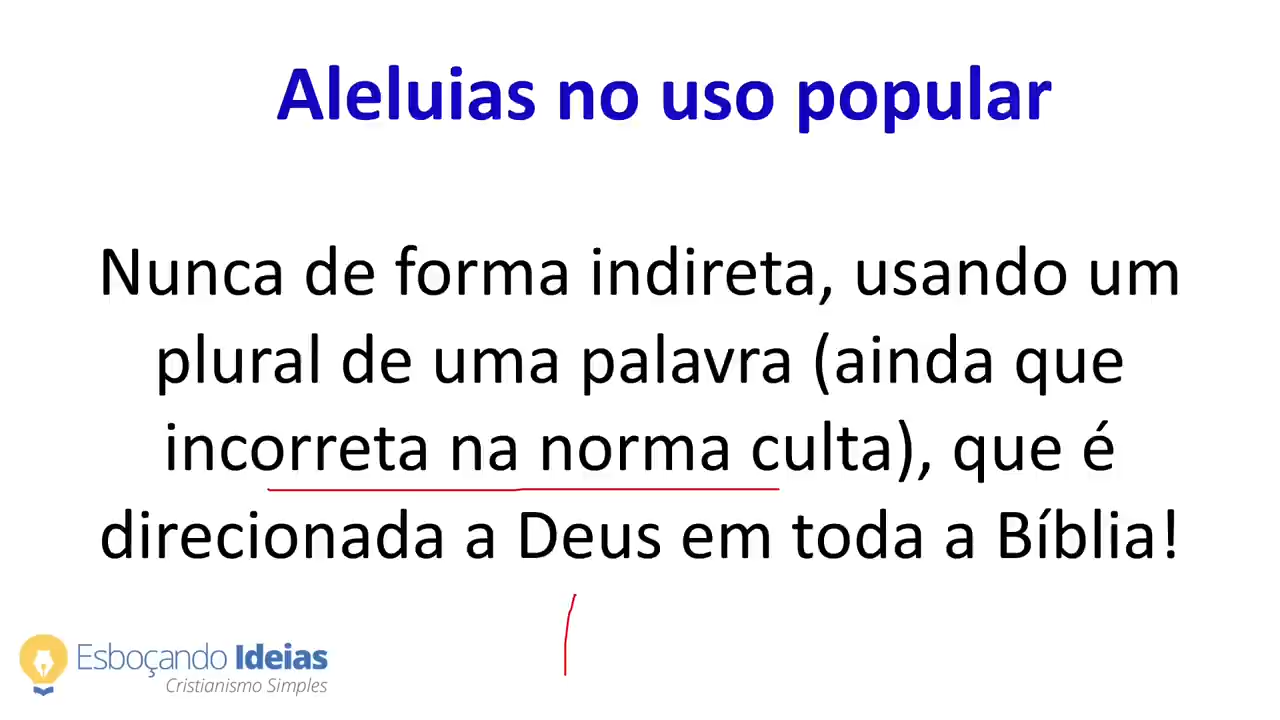 Aleluias no uso popular
Nunca de forma indireta, usando um
plural de uma palavra (ainda que
incorreta na norma culta), que é
direcionada a Deus em toda a Bíblia!
Esboçando Ideias
Cristianismo Simples